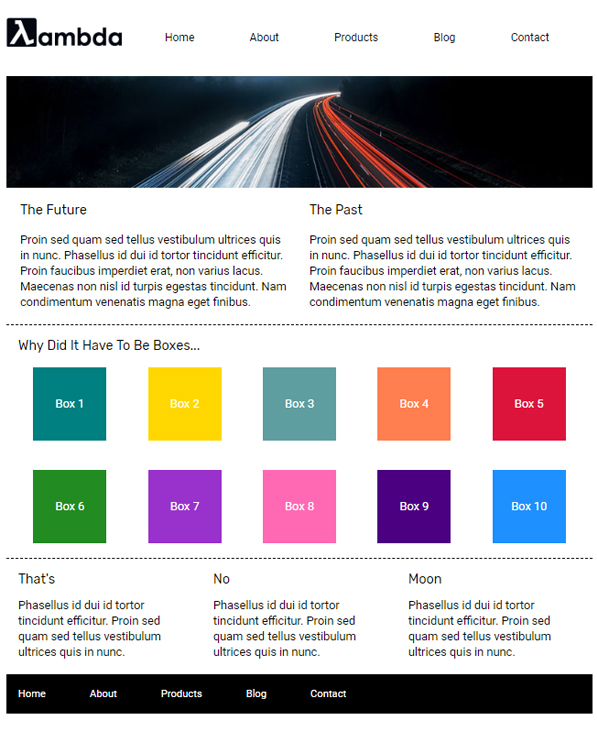 λambda
Home About Products Blog Contact
The Future
Proin sed quam sed tellus vestibulum ultrices quis
in nunc. Phasellus id dui id tortor tincidunt efficitur.
Proin faucibus imperdiet erat, non varius lacus.
Maecenas non nisl id turpis egestas tincidunt. Nam
condimentum venenatis magna eget finibus.
The Past
Proin sed quam sed tellus vestibulum ultrices quis
in nunc. Phasellus id dui id tortor tincidunt efficitur.
Proin faucibus imperdiet erat, non varius lacus.
Maecenas non nisl id turpis egestas tincidunt. Nam
condimentum venenatis magna eget finibus.
Why Did It Have To Be Boxes...
Box 1 Box 2 Box 3 Box 4 Box 5
Box 6 Box 7 Box 8 Box 9 Box 10
That's
Phasellus id dui id tortor
tincidunt efficitur. Proin sed
quam sed tellus vestibulum
ultrices quis in nunc.
No
Phasellus id dui id tortor
tincidunt efficitur. Proin sed
quam sed tellus vestibulum
ultrices quis in nunc.
Moon
Phasellus id dui id tortor
tincidunt efficitur. Proin sed
quam sed tellus vestibulum
ultrices quis in nunc.
Home About Products Blog Contact